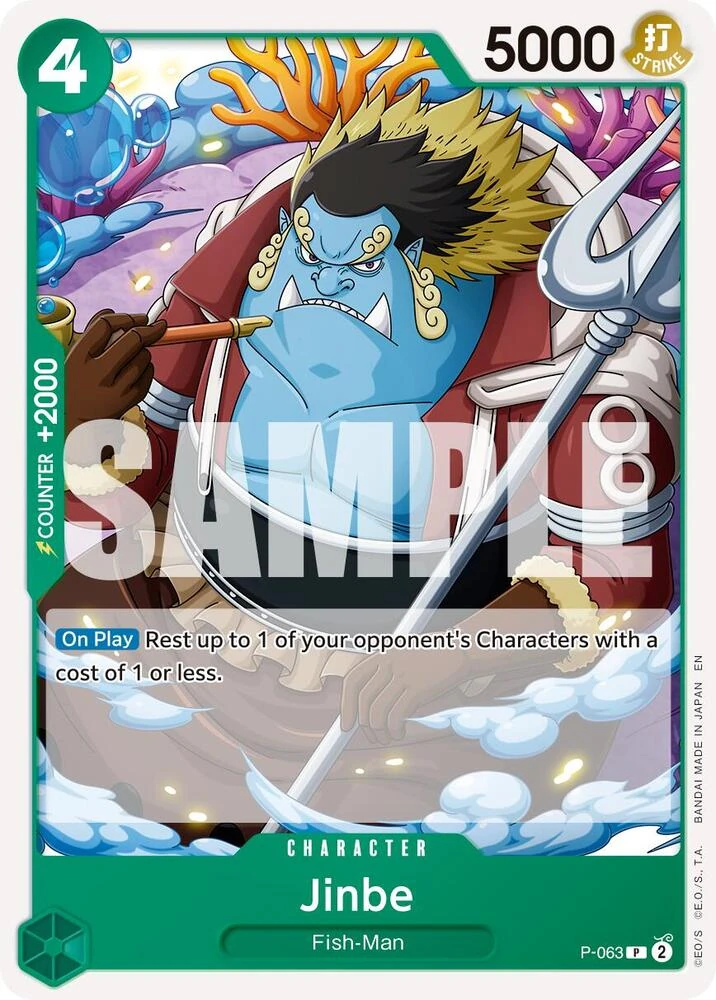 4
5000
打
STRIKE
COUNTER +2000
SAMPLE
On Play Rest up to 1 of your opponent's Characters with a
cost of 1 or less.
CHARACTER
Jinbe
Fish-Man
P-063 P 2
©EO/S ©E.O./S., T.A. BANDAI MADE IN JAPAN EN